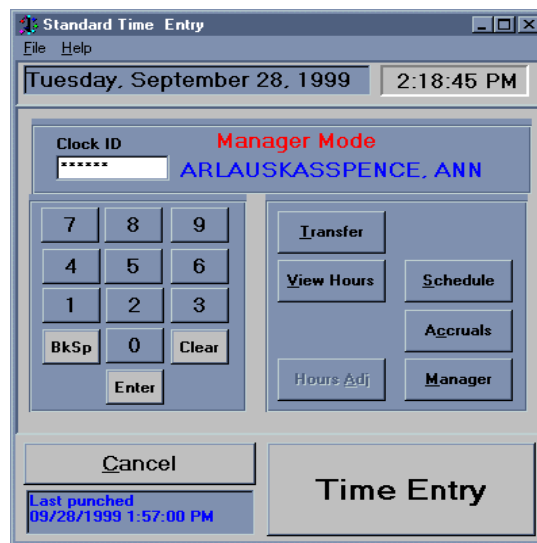 Standard Time Entry
File Help
Tuesday, September 28, 1999 2:18:45 PM
Clock ID Manager Mode
****** ARLAUSKASSPENCE, ANN
7 8 9 Transfer
4 5 6 View Hours Schedule
1 2 3 Accruals
BkSp 0 Clear
Enter Hours Adj Manager
Cancel
Time Entry
Last punched
09/28/1999 1:57:00 PM